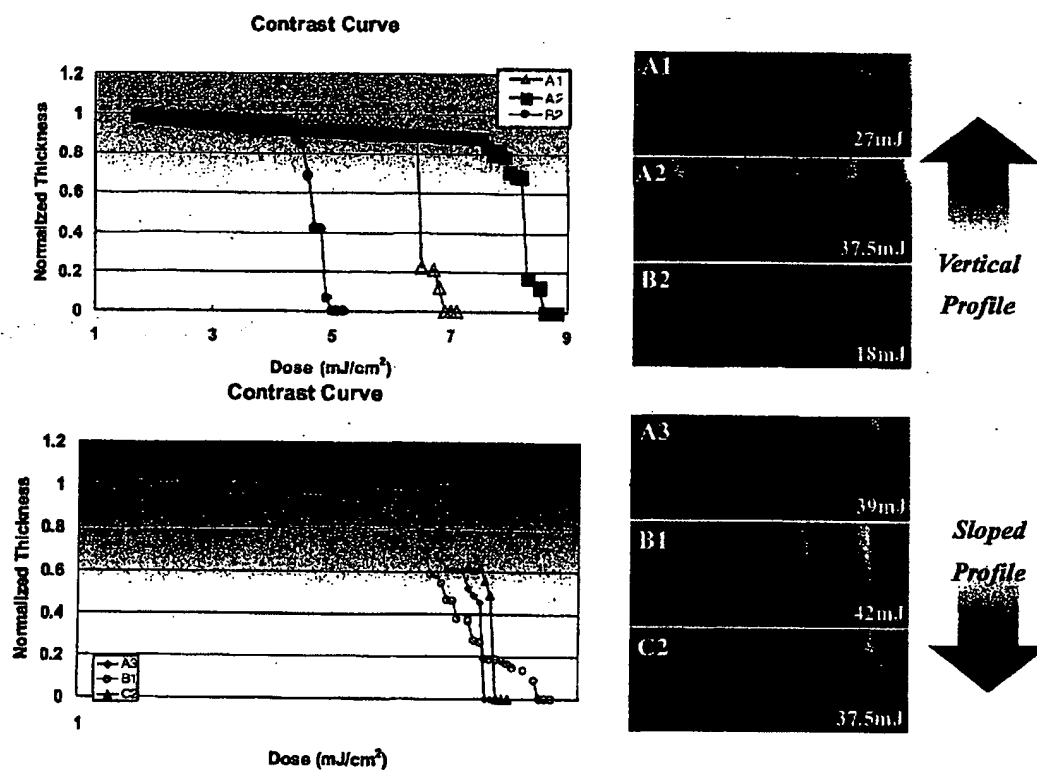 Contrast Curve
1.2
1
0.8
0.6
0.4
0.2
0
Normalized Thickness
A1
A2
B2
1 3 5 7 9
Dose (mJ/cm²)
A1
27mJ
A2
37.5mJ
B2
18mJ
Vertical
Profile
Contrast Curve
1.2
1
0.8
0.6
0.4
0.2
0
Normalized Thickness
A3
B1
C2
1
Dose (mJ/cm²)
A3
39mJ
B1
42mJ
C2
37.5mJ
Sloped
Profile